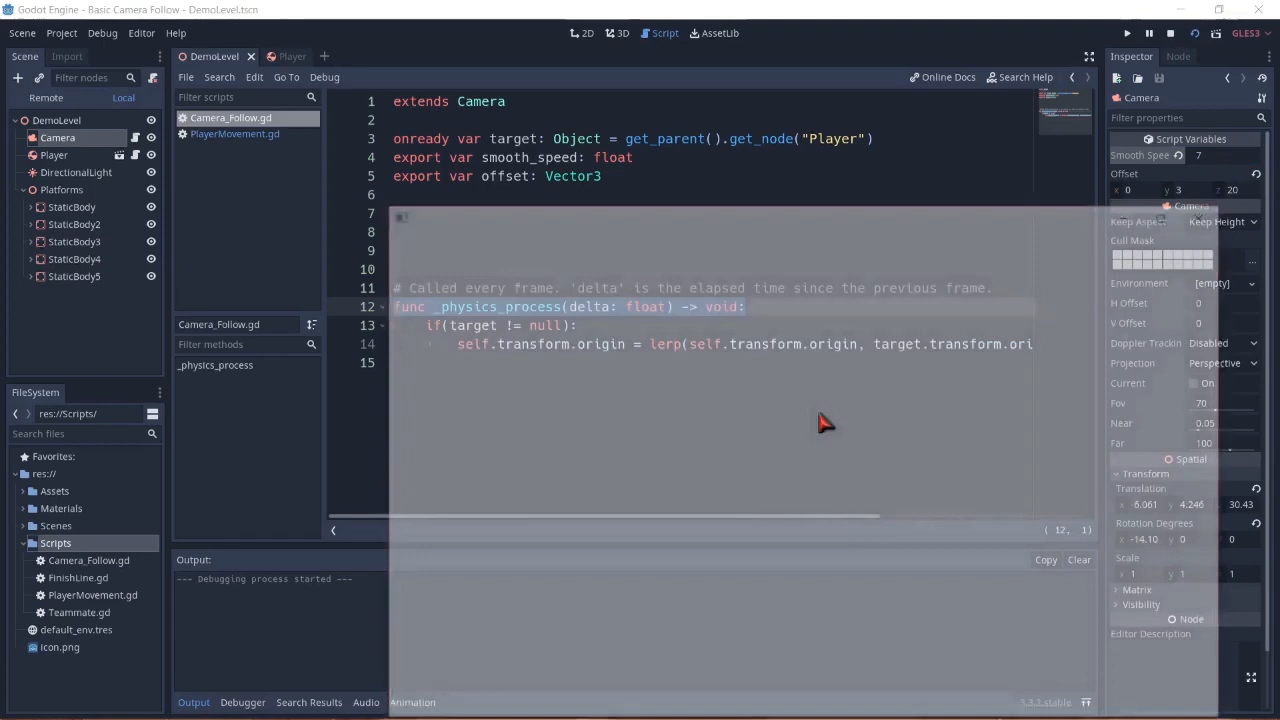 Godot Engine - Basic Camera Follow - DemoLevel.tscn
Scene Project Debug Editor Help
2D 3D Script AssetLib
GLES3
Scene Import
DemoLevel Player
Inspector Node
Filter nodes
File Search Edit Go To Debug
Online Docs Search Help
Remote Local
Filter scripts
Camera
Filter properties
DemoLevel
Camera
Player
DirectionalLight
Platforms
StaticBody
StaticBody2
StaticBody3
StaticBody4
StaticBody5
Camera_Follow.gd
PlayerMovement.gd
Camera_Follow.gd
Filter methods
_physics_process
1 extends Camera
2
3 onready var target: Object = get_parent().get_node("Player")
4 export var smooth_speed: float
5 export var offset: Vector3
6
7
8
9
10
11 # Called every frame. 'delta' is the elapsed time since the previous frame.
12 func _physics_process(delta: float) -> void:
13 if(target != null):
14 self.transform.origin = lerp(self.transform.origin, target.transform.ori
15
( 12, 1)
Script Variables
Smooth Spee 7
Offset
x 0 y 3 z 20
Camera
Keep Aspec Keep Height
Cull Mask
...
Environment [empty]
H Offset 0
V Offset 0
Doppler Trackin Disabled
Projection Perspective
Current On
Fov 70
Near 0.05
Far 100
Spatial
Transform
Translation
x -6.061 y 4.246 z 30.43
Rotation Degrees
x -14.10 y 0 z 0
Scale
x 1 y 1 z 1
Matrix
Visibility
Node
Editor Description
FileSystem
res://Scripts/
Search files
Favorites:
res://
Assets
Materials
Scenes
Scripts
Camera_Follow.gd
FinishLine.gd
PlayerMovement.gd
Teammate.gd
default_env.tres
Icon.png
Output:
Copy Clear
--- Debugging process started ---
Output Debugger Search Results Audio Animation
3.3.3.stable